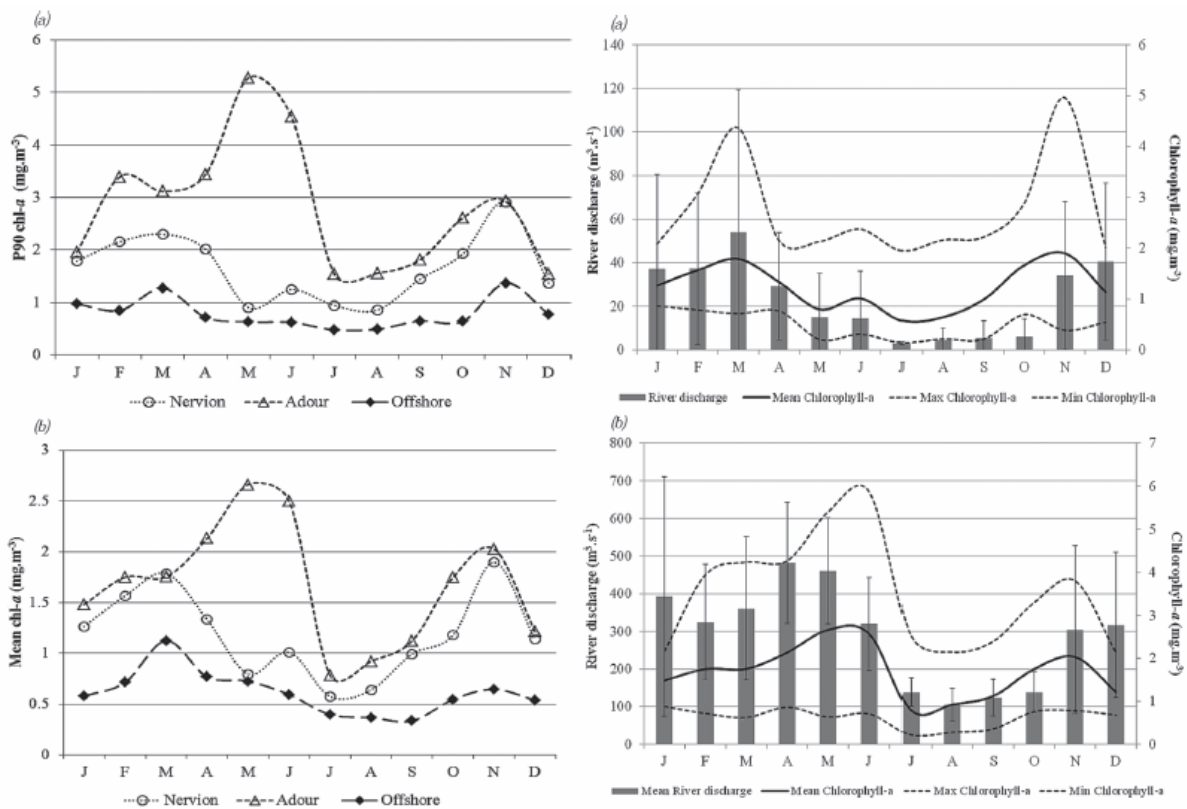 (a)
P90 chl-a (mg.m⁻³)
6
5
4
3
2
1
0
J F M A M J J A S O N D
Nervion Adour Offshore
(a)
River discharge (m³.s⁻¹)
140
120
100
80
60
40
20
0
Chlorophyll-a (mg.m⁻³)
6
5
4
3
2
1
0
J F M A M J J A S O N D
River discharge Mean Chlorophyll-a Max Chlorophyll-a Min Chlorophyll-a
(b)
Mean chl-a (mg.m⁻³)
3
2.5
2
1.5
1
0.5
0
J F M A M J J A S O N D
Nervion Adour Offshore
(b)
River discharge (m³.s⁻¹)
800
700
600
500
400
300
200
100
0
Chlorophyll-a (mg.m⁻³)
7
6
5
4
3
2
1
0
J F M A M J J A S O N D
Mean River discharge Mean Chlorophyll-a Max Chlorophyll-a Min Chlorophyll-a